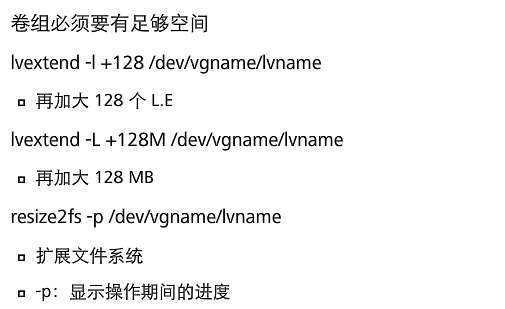 卷组必须要有足够空间
lvextend -l +128 /dev/vgname/lvname
再加大 128 个 L.E
lvextend -L +128M /dev/vgname/lvname
再加大 128 MB
resize2fs -p /dev/vgname/lvname
扩展文件系统
-p：显示操作期间的进度